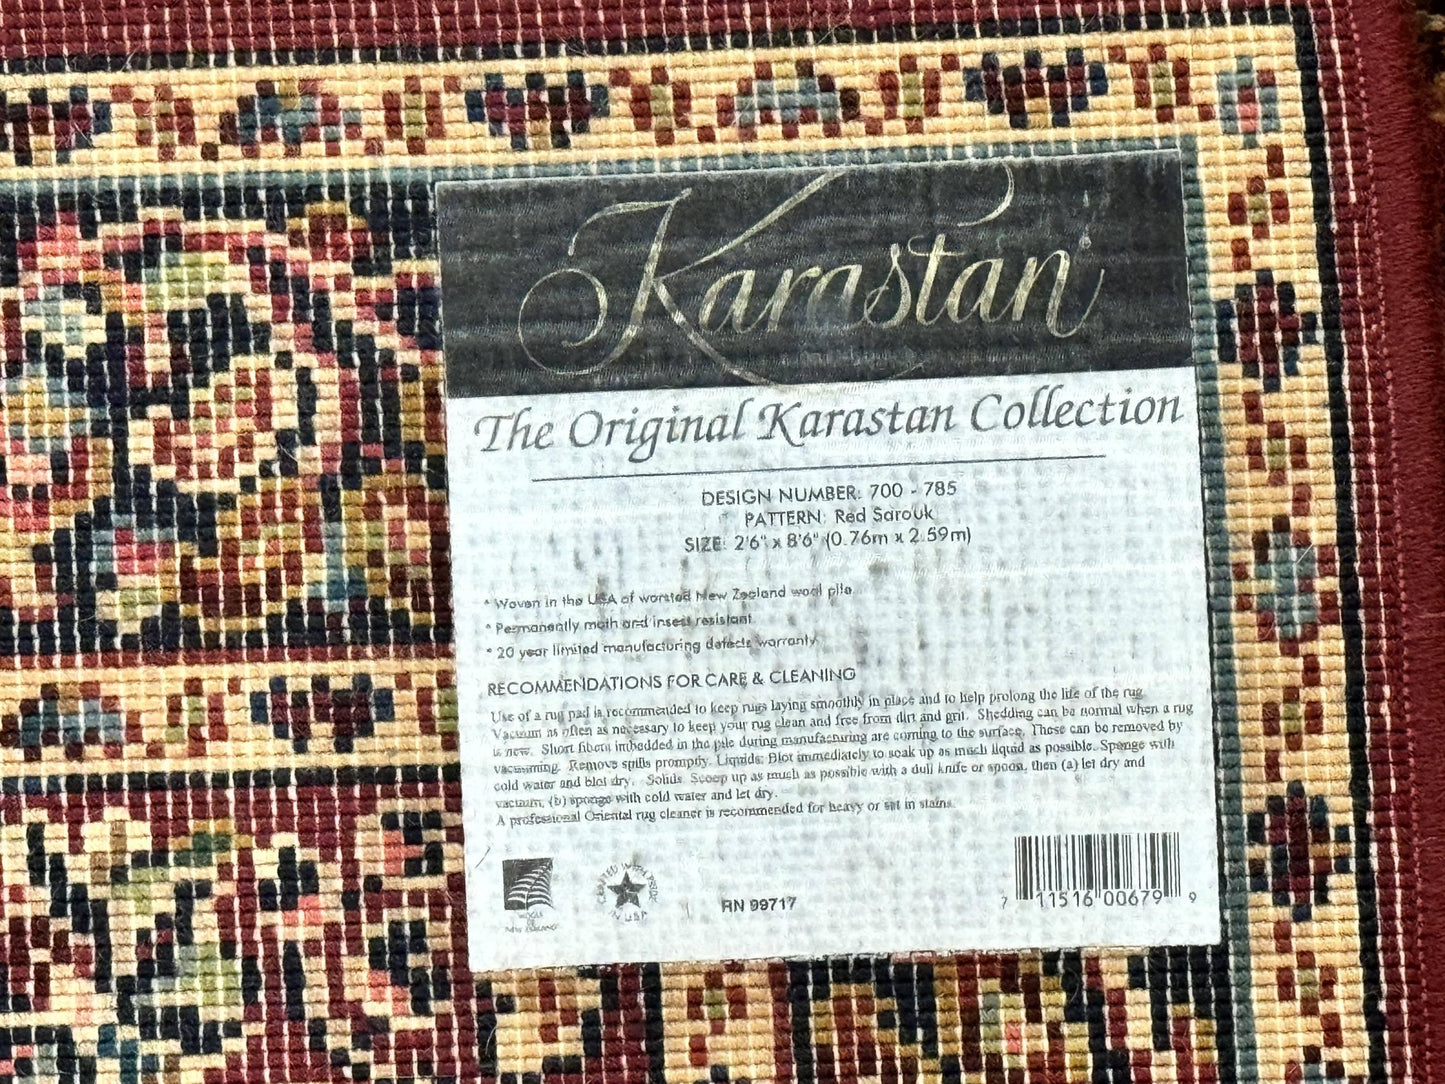 Karastan®
The Original Karastan Collection
DESIGN NUMBER: 700 - 785
PATTERN: Red Sarouk
SIZE: 2'6" x 8'6" (0.76m x 2.59m)
* Woven in the USA of worsted New Zealand wool pile.
* Permanently moth and insect resistant.
* 20 year limited manufacturing defects warranty.
RECOMMENDATIONS FOR CARE & CLEANING
Use of a rug pad is recommended to keep rugs laying smoothly in place and to help prolong the life of the rug.
Vacuum as often as necessary to keep your rug clean and free from dirt and grit. Shedding can be normal when a rug
is new. Short fibers imbedded in the pile during manufacturing are coming to the surface. These can be removed by
vacuuming. Remove spills promptly. Liquids: Blot immediately to soak up as much liquid as possible. Sponge with
cold water and blot dry. Solids: Scoop up as much as possible with a dull knife or spoon, then (a) let dry and
vacuum, (b) sponge with cold water and let dry.
A professional Oriental rug cleaner is recommended for heavy or set in stains.
WOOLS
OF
New Zealand
CRAFTED WITH PRIDE
IN USA
RN 99717
7 11516 00679 9